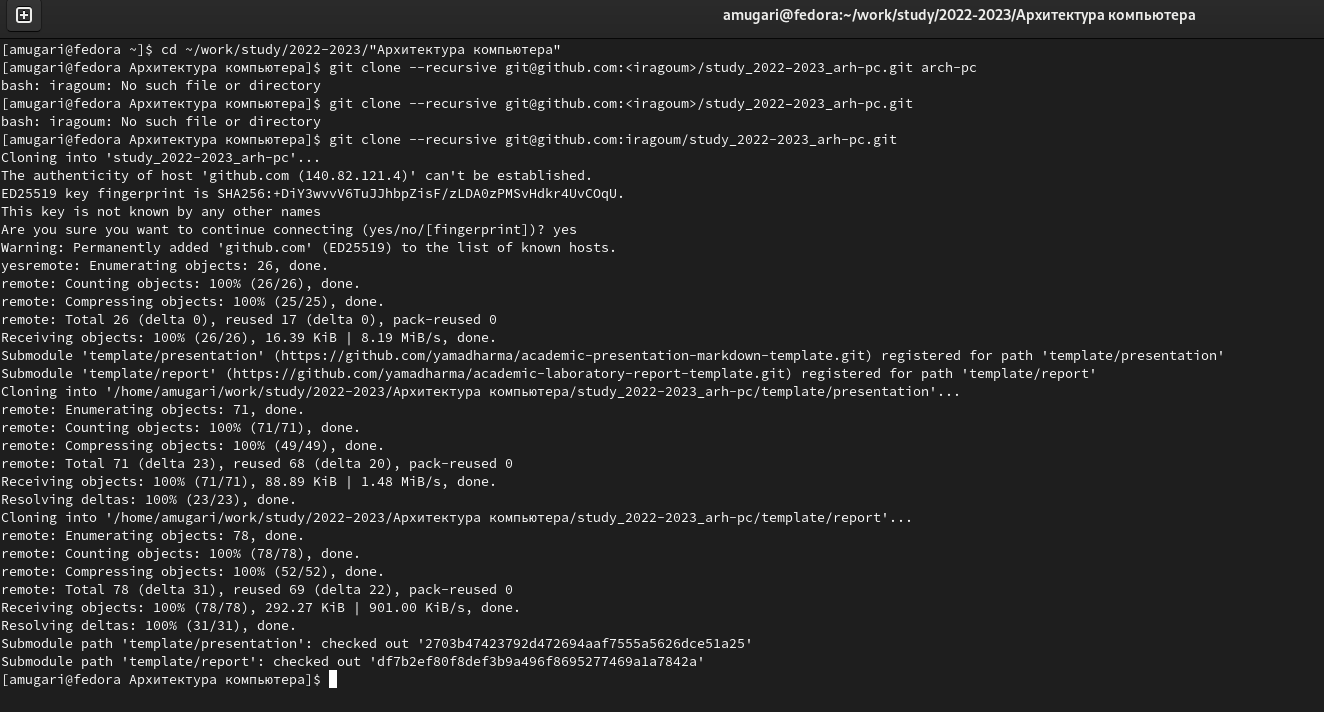 amugari@fedora:~/work/study/2022-2023/Архитектура компьютера
[amugari@fedora ~]$ cd ~/work/study/2022-2023/"Архитектура компьютера"
[amugari@fedora Архитектура компьютера]$ git clone --recursive git@github.com:<iragoum>/study_2022–2023_arh-pc.git arch-pc
bash: iragoum: No such file or directory
[amugari@fedora Архитектура компьютера]$ git clone --recursive git@github.com:<iragoum>/study_2022–2023_arh-pc.git
bash: iragoum: No such file or directory
[amugari@fedora Архитектура компьютера]$ git clone --recursive git@github.com:iragoum/study_2022-2023_arh-pc.git
Cloning into 'study_2022-2023_arh-pc'...
The authenticity of host 'github.com (140.82.121.4)' can't be established.
ED25519 key fingerprint is SHA256:+DiY3wvvV6TuJJhbpZisF/zLDA0zPMSvHdkr4UvCOqU.
This key is not known by any other names
Are you sure you want to continue connecting (yes/no/[fingerprint])? yes
Warning: Permanently added 'github.com' (ED25519) to the list of known hosts.
yesremote: Enumerating objects: 26, done.
remote: Counting objects: 100% (26/26), done.
remote: Compressing objects: 100% (25/25), done.
remote: Total 26 (delta 0), reused 17 (delta 0), pack-reused 0
Receiving objects: 100% (26/26), 16.39 KiB | 8.19 MiB/s, done.
Submodule 'template/presentation' (https://github.com/yamadharma/academic-presentation-markdown-template.git) registered for path 'template/presentation'
Submodule 'template/report' (https://github.com/yamadharma/academic-laboratory-report-template.git) registered for path 'template/report'
Cloning into '/home/amugari/work/study/2022-2023/Архитектура компьютера/study_2022-2023_arh-pc/template/presentation'...
remote: Enumerating objects: 71, done.
remote: Counting objects: 100% (71/71), done.
remote: Compressing objects: 100% (49/49), done.
remote: Total 71 (delta 23), reused 68 (delta 20), pack-reused 0
Receiving objects: 100% (71/71), 88.89 KiB | 1.48 MiB/s, done.
Resolving deltas: 100% (23/23), done.
Cloning into '/home/amugari/work/study/2022-2023/Архитектура компьютера/study_2022-2023_arh-pc/template/report'...
remote: Enumerating objects: 78, done.
remote: Counting objects: 100% (78/78), done.
remote: Compressing objects: 100% (52/52), done.
remote: Total 78 (delta 31), reused 69 (delta 22), pack-reused 0
Receiving objects: 100% (78/78), 292.27 KiB | 901.00 KiB/s, done.
Resolving deltas: 100% (31/31), done.
Submodule path 'template/presentation': checked out '2703b47423792d472694aaf7555a5626dce51a25'
Submodule path 'template/report': checked out 'df7b2ef80f8def3b9a496f8695277469a1a7842a'
[amugari@fedora Архитектура компьютера]$